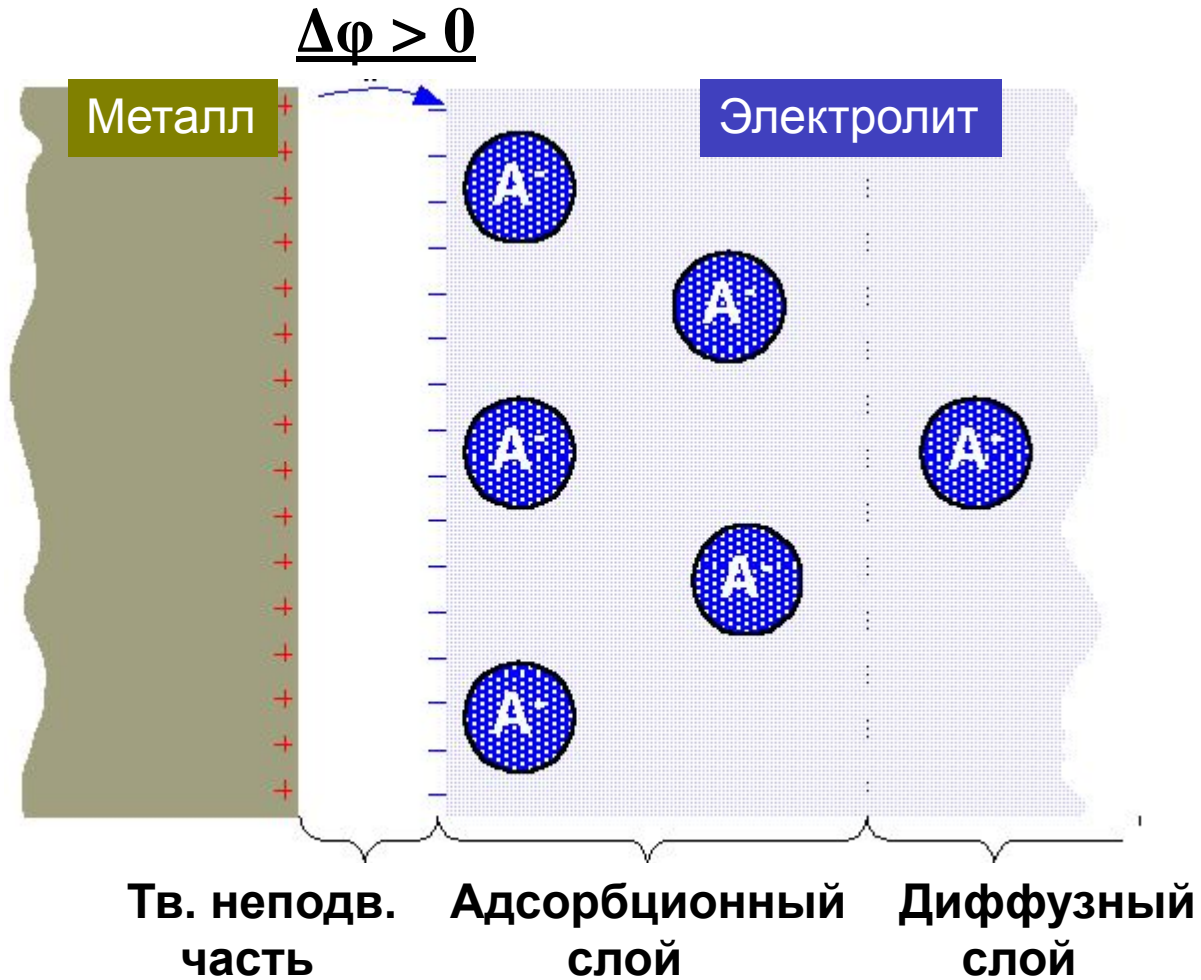 Δφ > 0
Металл
Электролит
A⁻
A⁻
A⁻
A⁻
A⁻
A⁻
Тв. неподв. часть
Адсорбционный слой
Диффузный слой